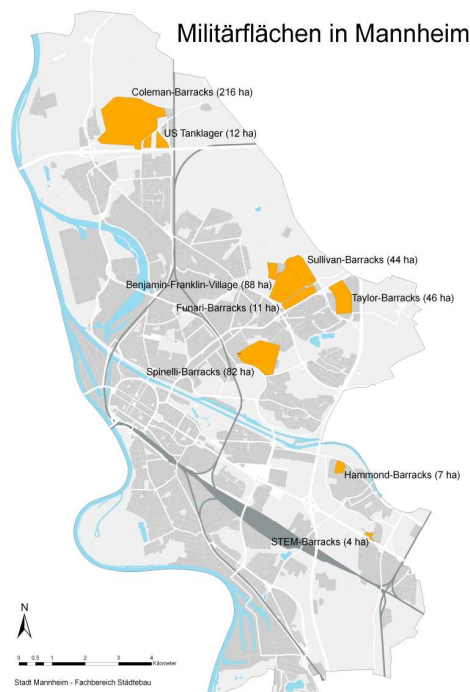 Militärflächen in Mannheim
Coleman-Barracks (216 ha)
US Tanklager (12 ha)
Sullivan-Barracks (44 ha)
Benjamin-Franklin-Village (88 ha)
Taylor-Barracks (46 ha)
Funari-Barracks (11 ha)
Spinelli-Barracks (82 ha)
Hammond-Barracks (7 ha)
STEM-Barracks (4 ha)
N
0 0,5 1 2 3 4
Kilometer
Stadt Mannheim - Fachbereich Städtebau